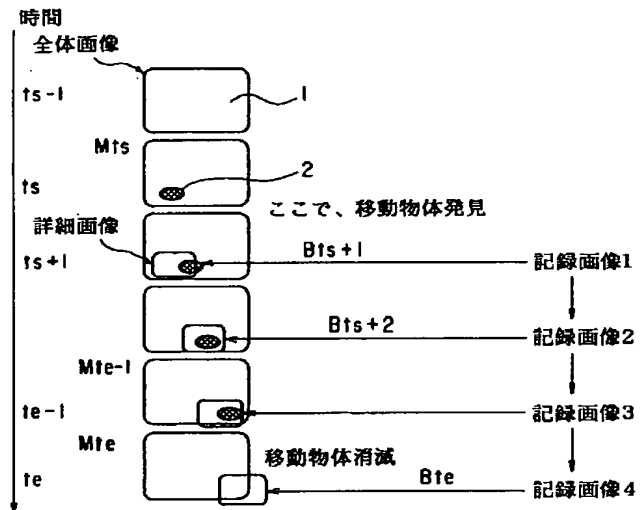 時間
全体画像
ts-1
1
Mts
ts
2
ここで、移動物体発見
詳細画像
ts+1
Bts+1
記録画像1
Bts+2
記録画像2
Mte-1
te-1
記録画像3
Mte
移動物体消滅
te
Bte
記録画像4